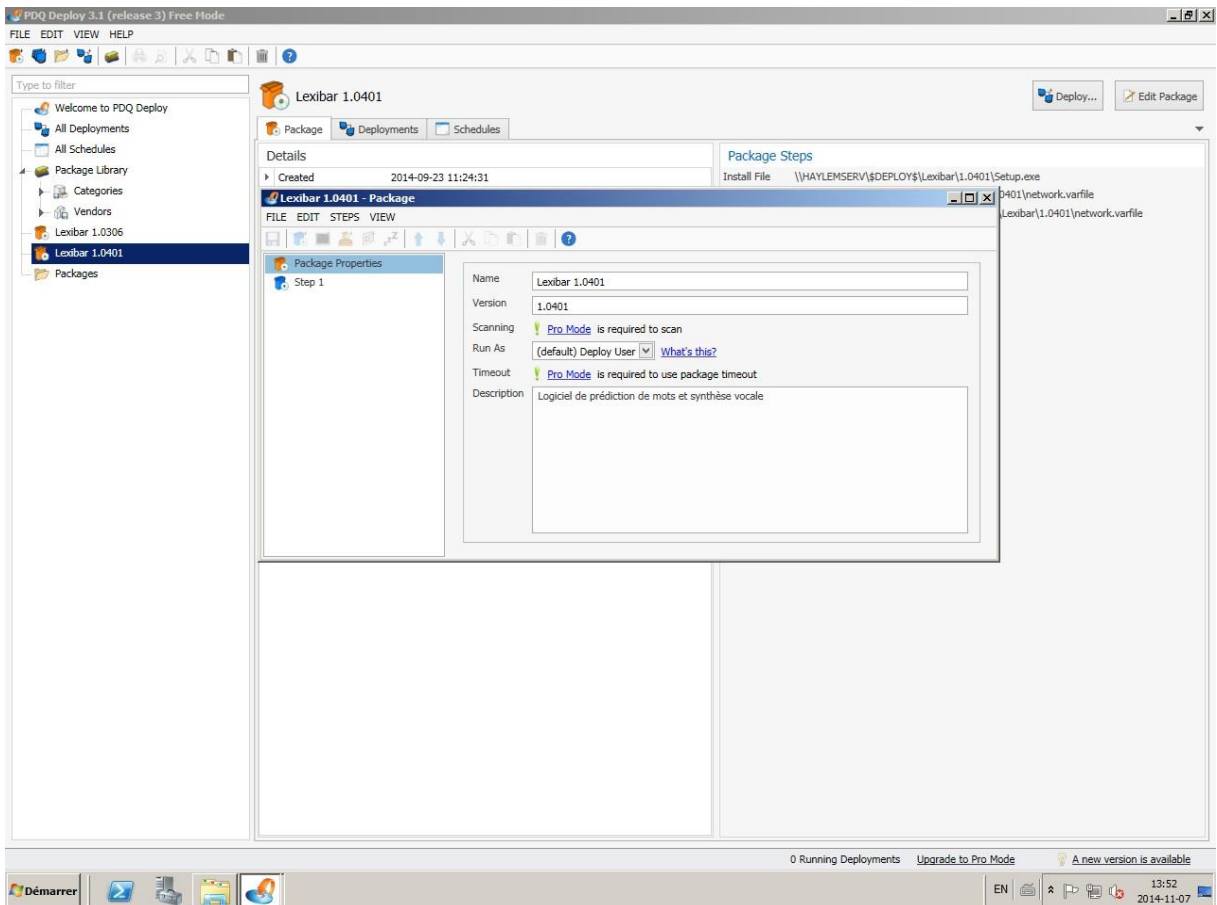 PDQ Deploy 3.1 (release 3) Free Mode
FILE EDIT VIEW HELP
Type to filter
Welcome to PDQ Deploy
All Deployments
All Schedules
Package Library
Categories
Vendors
Lexibar 1.0306
Lexibar 1.0401
Packages
Lexibar 1.0401
Deploy...
Edit Package
Package
Deployments
Schedules
Details
Created 2014-09-23 11:24:31
Package Steps
Install File \\HAYLEMSERV\$DEPLOY$\Lexibar\1.0401\Setup.exe
0401\network.varfile
\Lexibar\1.0401\network.varfile
Lexibar 1.0401 - Package
FILE EDIT STEPS VIEW
Package Properties
Step 1
Name Lexibar 1.0401
Version 1.0401
Scanning Pro Mode is required to scan
Run As (default) Deploy User What's this?
Timeout Pro Mode is required to use package timeout
Description Logiciel de prédiction de mots et synthèse vocale
0 Running Deployments Upgrade to Pro Mode A new version is available
Démarrer
EN
13:52
2014-11-07